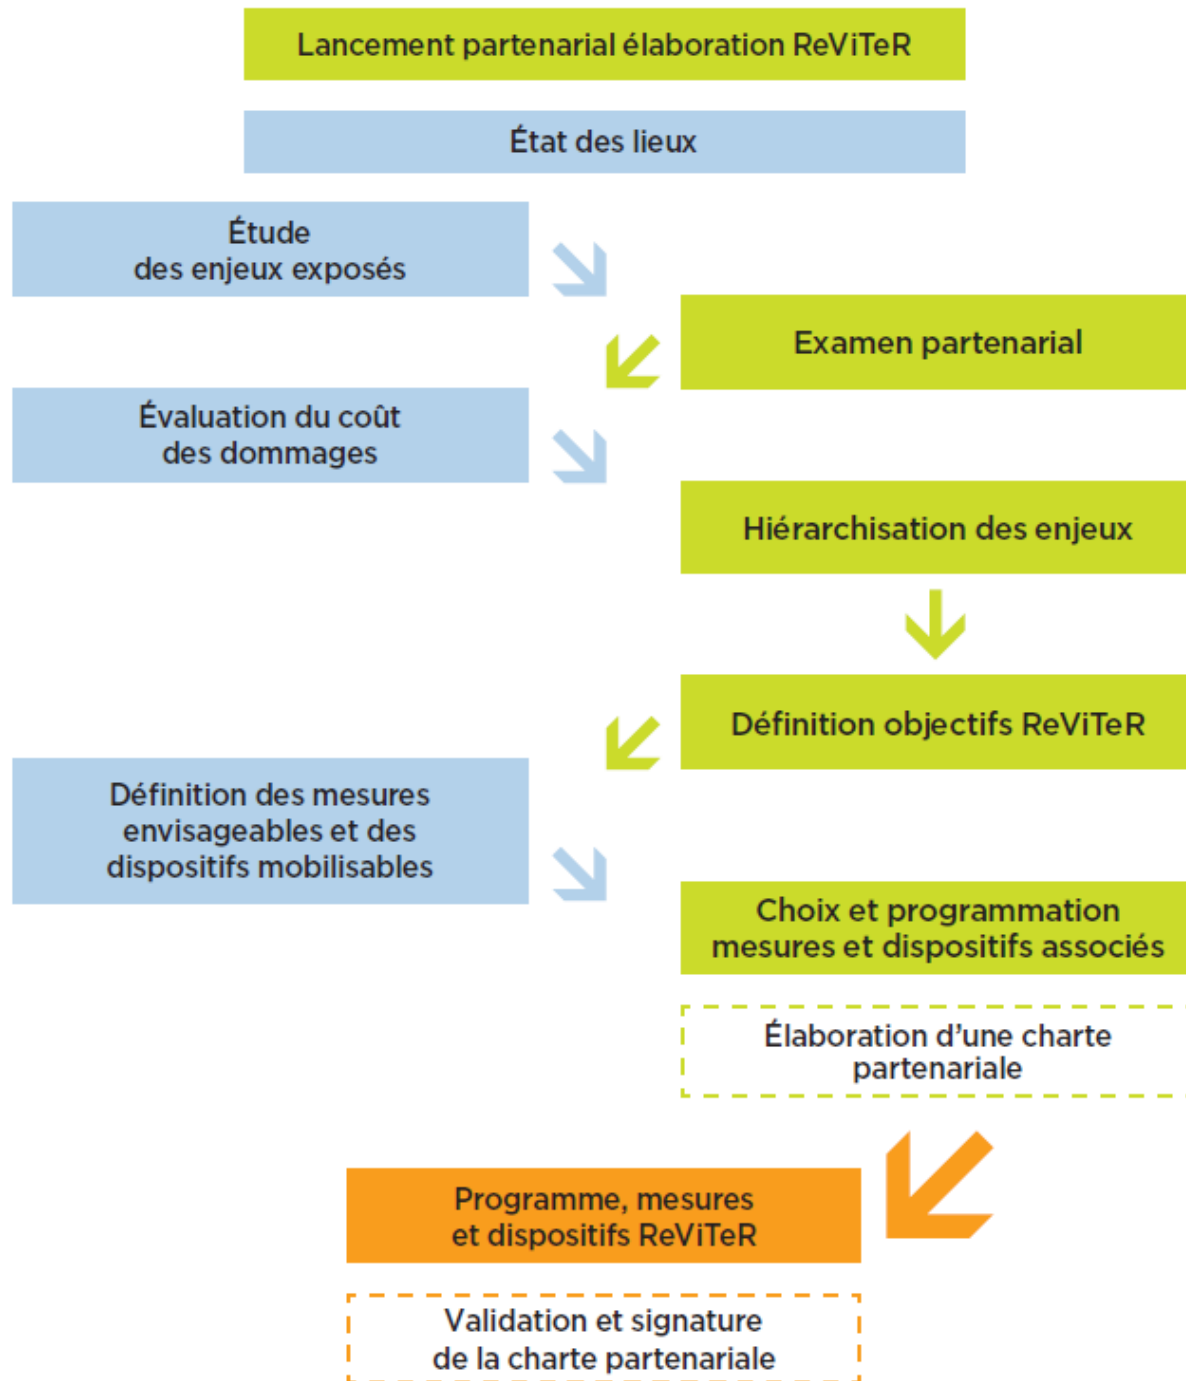 Lancement partenarial élaboration ReViTeR
État des lieux
Étude
des enjeux exposés
Examen partenarial
Évaluation du coût
des dommages
Hiérarchisation des enjeux
Définition objectifs ReViTeR
Définition des mesures
envisageables et des
dispositifs mobilisables
Choix et programmation
mesures et dispositifs associés
Élaboration d’une charte
partenariale
Programme, mesures
et dispositifs ReViTeR
Validation et signature
de la charte partenariale